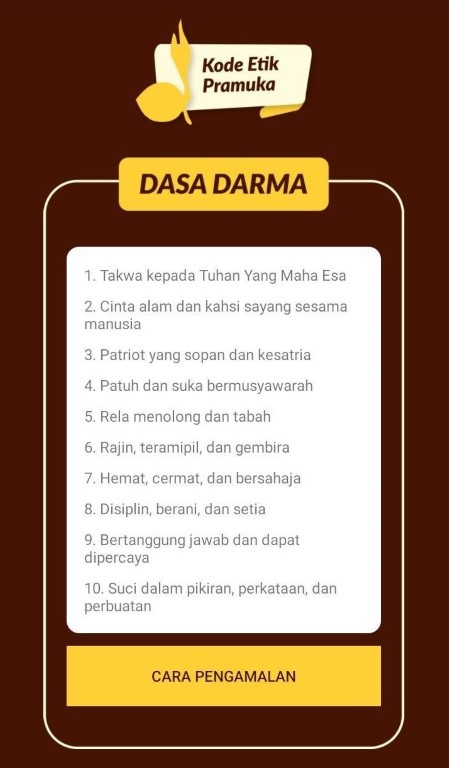 Kode Etik
Pramuka
DASA DARMA
1. Takwa kepada Tuhan Yang Maha Esa
2. Cinta alam dan kahsi sayang sesama
manusia
3. Patriot yang sopan dan kesatria
4. Patuh dan suka bermusyawarah
5. Rela menolong dan tabah
6. Rajin, teramipil, dan gembira
7. Hemat, cermat, dan bersahaja
8. Disiplin, berani, dan setia
9. Bertanggung jawab dan dapat
dipercaya
10. Suci dalam pikiran, perkataan, dan
perbuatan
CARA PENGAMALAN